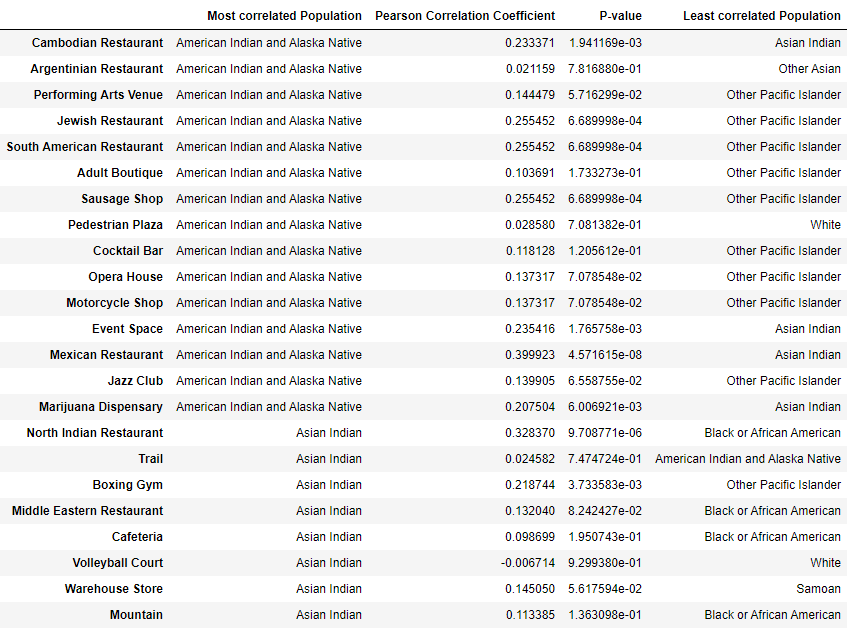 Most correlated Population Pearson Correlation Coefficient P-value Least correlated Population
Cambodian Restaurant American Indian and Alaska Native 0.233371 1.941169e-03 Asian Indian
Argentinian Restaurant American Indian and Alaska Native 0.021159 7.816880e-01 Other Asian
Performing Arts Venue American Indian and Alaska Native 0.144479 5.716299e-02 Other Pacific Islander
Jewish Restaurant American Indian and Alaska Native 0.255452 6.689998e-04 Other Pacific Islander
South American Restaurant American Indian and Alaska Native 0.255452 6.689998e-04 Other Pacific Islander
Adult Boutique American Indian and Alaska Native 0.103691 1.733273e-01 Other Pacific Islander
Sausage Shop American Indian and Alaska Native 0.255452 6.689998e-04 Other Pacific Islander
Pedestrian Plaza American Indian and Alaska Native 0.028580 7.081382e-01 White
Cocktail Bar American Indian and Alaska Native 0.118128 1.205612e-01 Other Pacific Islander
Opera House American Indian and Alaska Native 0.137317 7.078548e-02 Other Pacific Islander
Motorcycle Shop American Indian and Alaska Native 0.137317 7.078548e-02 Other Pacific Islander
Event Space American Indian and Alaska Native 0.235416 1.765758e-03 Asian Indian
Mexican Restaurant American Indian and Alaska Native 0.399923 4.571615e-08 Asian Indian
Jazz Club American Indian and Alaska Native 0.139905 6.558755e-02 Other Pacific Islander
Marijuana Dispensary American Indian and Alaska Native 0.207504 6.006921e-03 Asian Indian
North Indian Restaurant Asian Indian 0.328370 9.708771e-06 Black or African American
Trail Asian Indian 0.024582 7.474724e-01 American Indian and Alaska Native
Boxing Gym Asian Indian 0.218744 3.733583e-03 Other Pacific Islander
Middle Eastern Restaurant Asian Indian 0.132040 8.242427e-02 Black or African American
Cafeteria Asian Indian 0.098699 1.950743e-01 Black or African American
Volleyball Court Asian Indian -0.006714 9.299380e-01 White
Warehouse Store Asian Indian 0.145050 5.617594e-02 Samoan
Mountain Asian Indian 0.113385 1.363098e-01 Black or African American